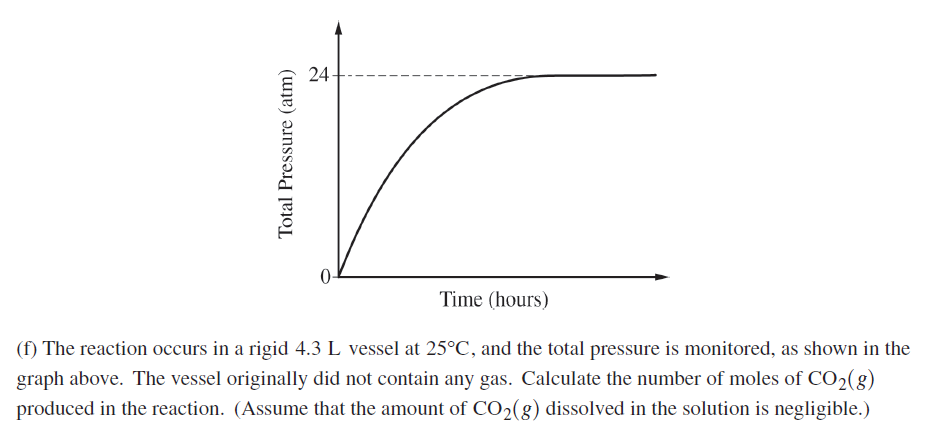 24
Total Pressure (atm)
0
Time (hours)
(f) The reaction occurs in a rigid 4.3 L vessel at 25°C, and the total pressure is monitored, as shown in the
graph above. The vessel originally did not contain any gas. Calculate the number of moles of CO₂(g)
produced in the reaction. (Assume that the amount of CO₂(g) dissolved in the solution is negligible.)